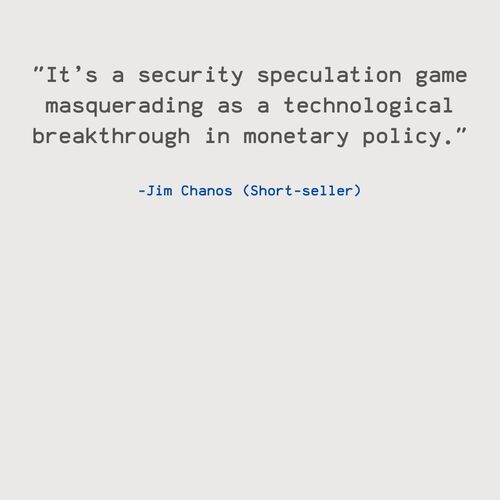 "It's a security speculation game
masquerading as a technological
breakthrough in monetary policy."
-Jim Chanos (Short-seller)